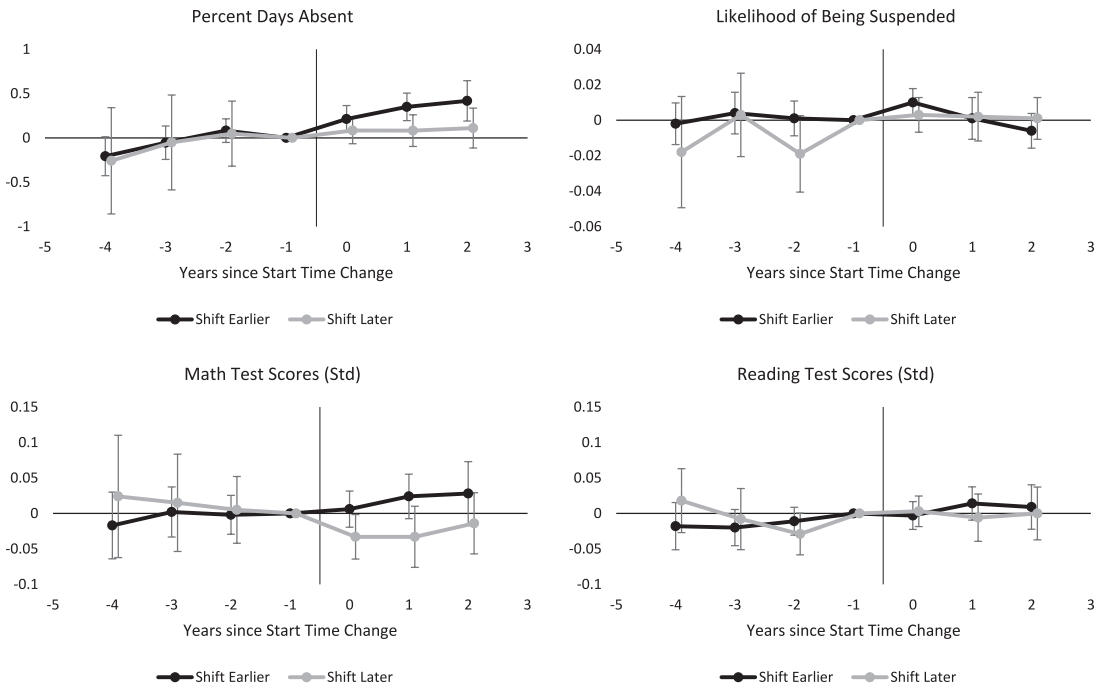 Percent Days Absent
1
0.5
0
-0.5
-1
-5 -4 -3 -2 -1 0 1 2 3
Years since Start Time Change
Shift Earlier Shift Later
Likelihood of Being Suspended
0.04
0.02
0
-0.02
-0.04
-0.06
-5 -4 -3 -2 -1 0 1 2 3
Years since Start Time Change
Shift Earlier Shift Later
Math Test Scores (Std)
0.15
0.1
0.05
0
-0.05
-0.1
-5 -4 -3 -2 -1 0 1 2 3
Years since Start Time Change
Shift Earlier Shift Later
Reading Test Scores (Std)
0.15
0.1
0.05
0
-0.05
-0.1
-5 -4 -3 -2 -1 0 1 2 3
Years since Start Time Change
Shift Earlier Shift Later